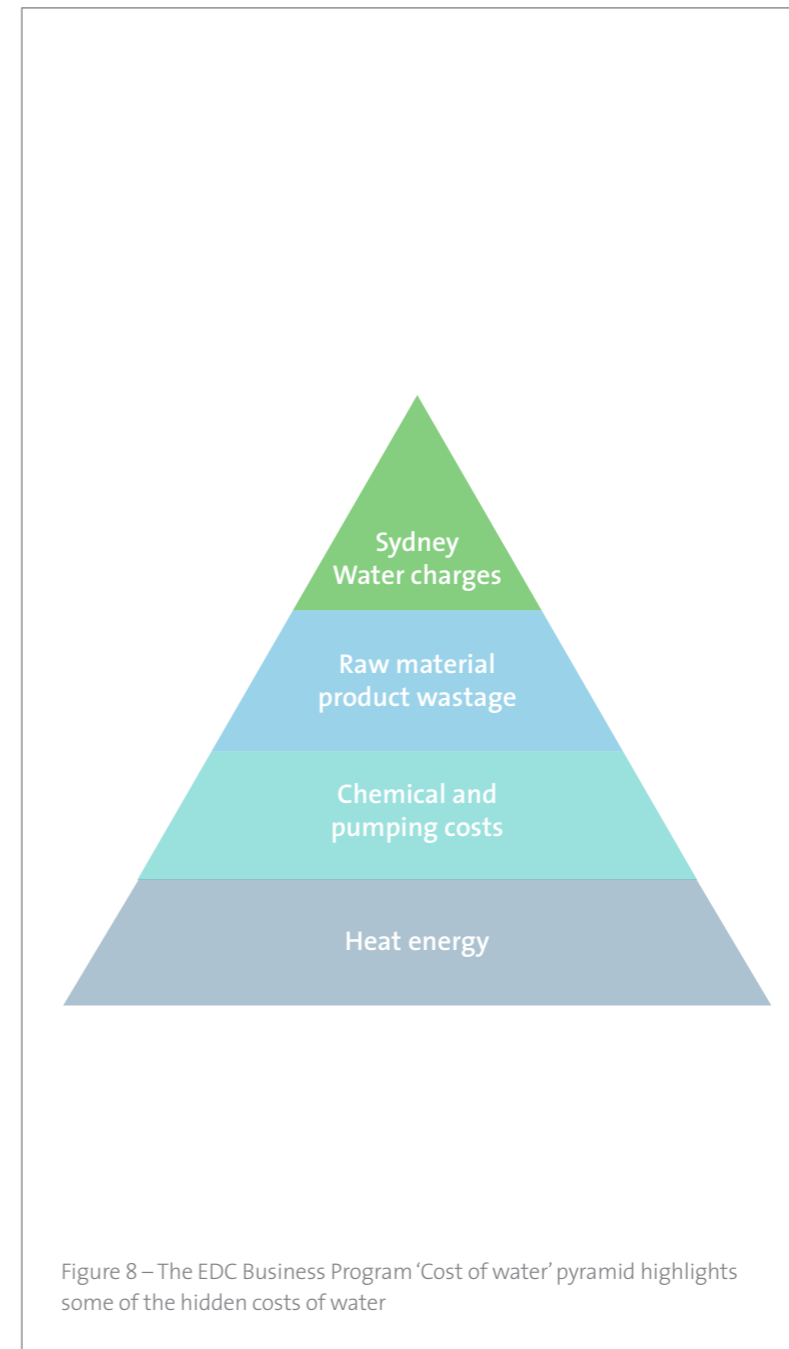 Sydney
Water charges
Raw material
product wastage
Chemical and
pumping costs
Heat energy
Figure 8 – The EDC Business Program ‘Cost of water’ pyramid highlights
some of the hidden costs of water